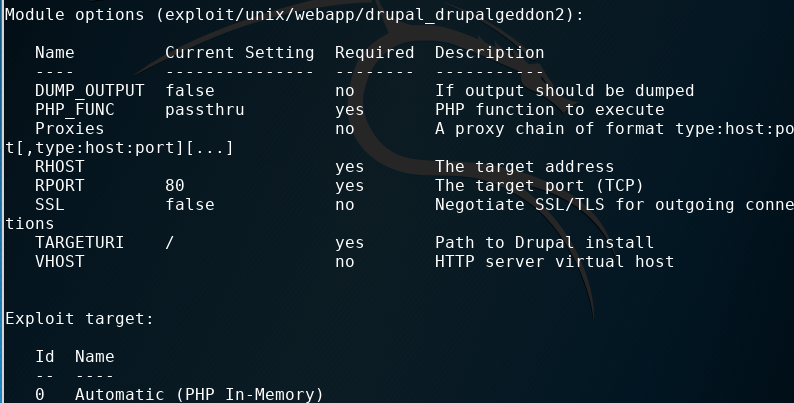 Module options (exploit/unix/webapp/drupal_drupalgeddon2):
Name Current Setting Required Description
---- --------------- -------- -----------
DUMP_OUTPUT false no If output should be dumped
PHP_FUNC passthru yes PHP function to execute
Proxies no A proxy chain of format type:host:po
t[,type:host:port][...]
RHOST yes The target address
RPORT 80 yes The target port (TCP)
SSL false no Negotiate SSL/TLS for outgoing conne
tions
TARGETURI / yes Path to Drupal install
VHOST no HTTP server virtual host
Exploit target:
Id Name
-- ----
0 Automatic (PHP In-Memory)